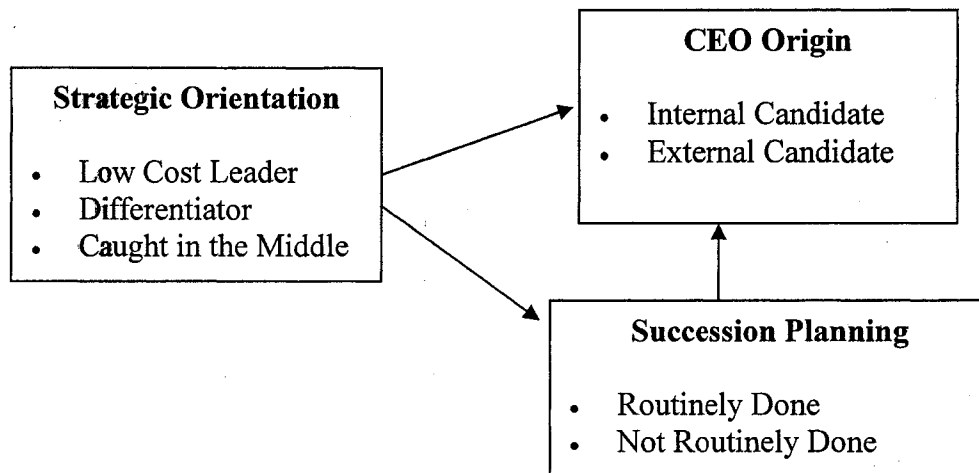 Strategic Orientation
• Low Cost Leader
• Differentiator
• Caught in the Middle
CEO Origin
• Internal Candidate
• External Candidate
Succession Planning
• Routinely Done
• Not Routinely Done